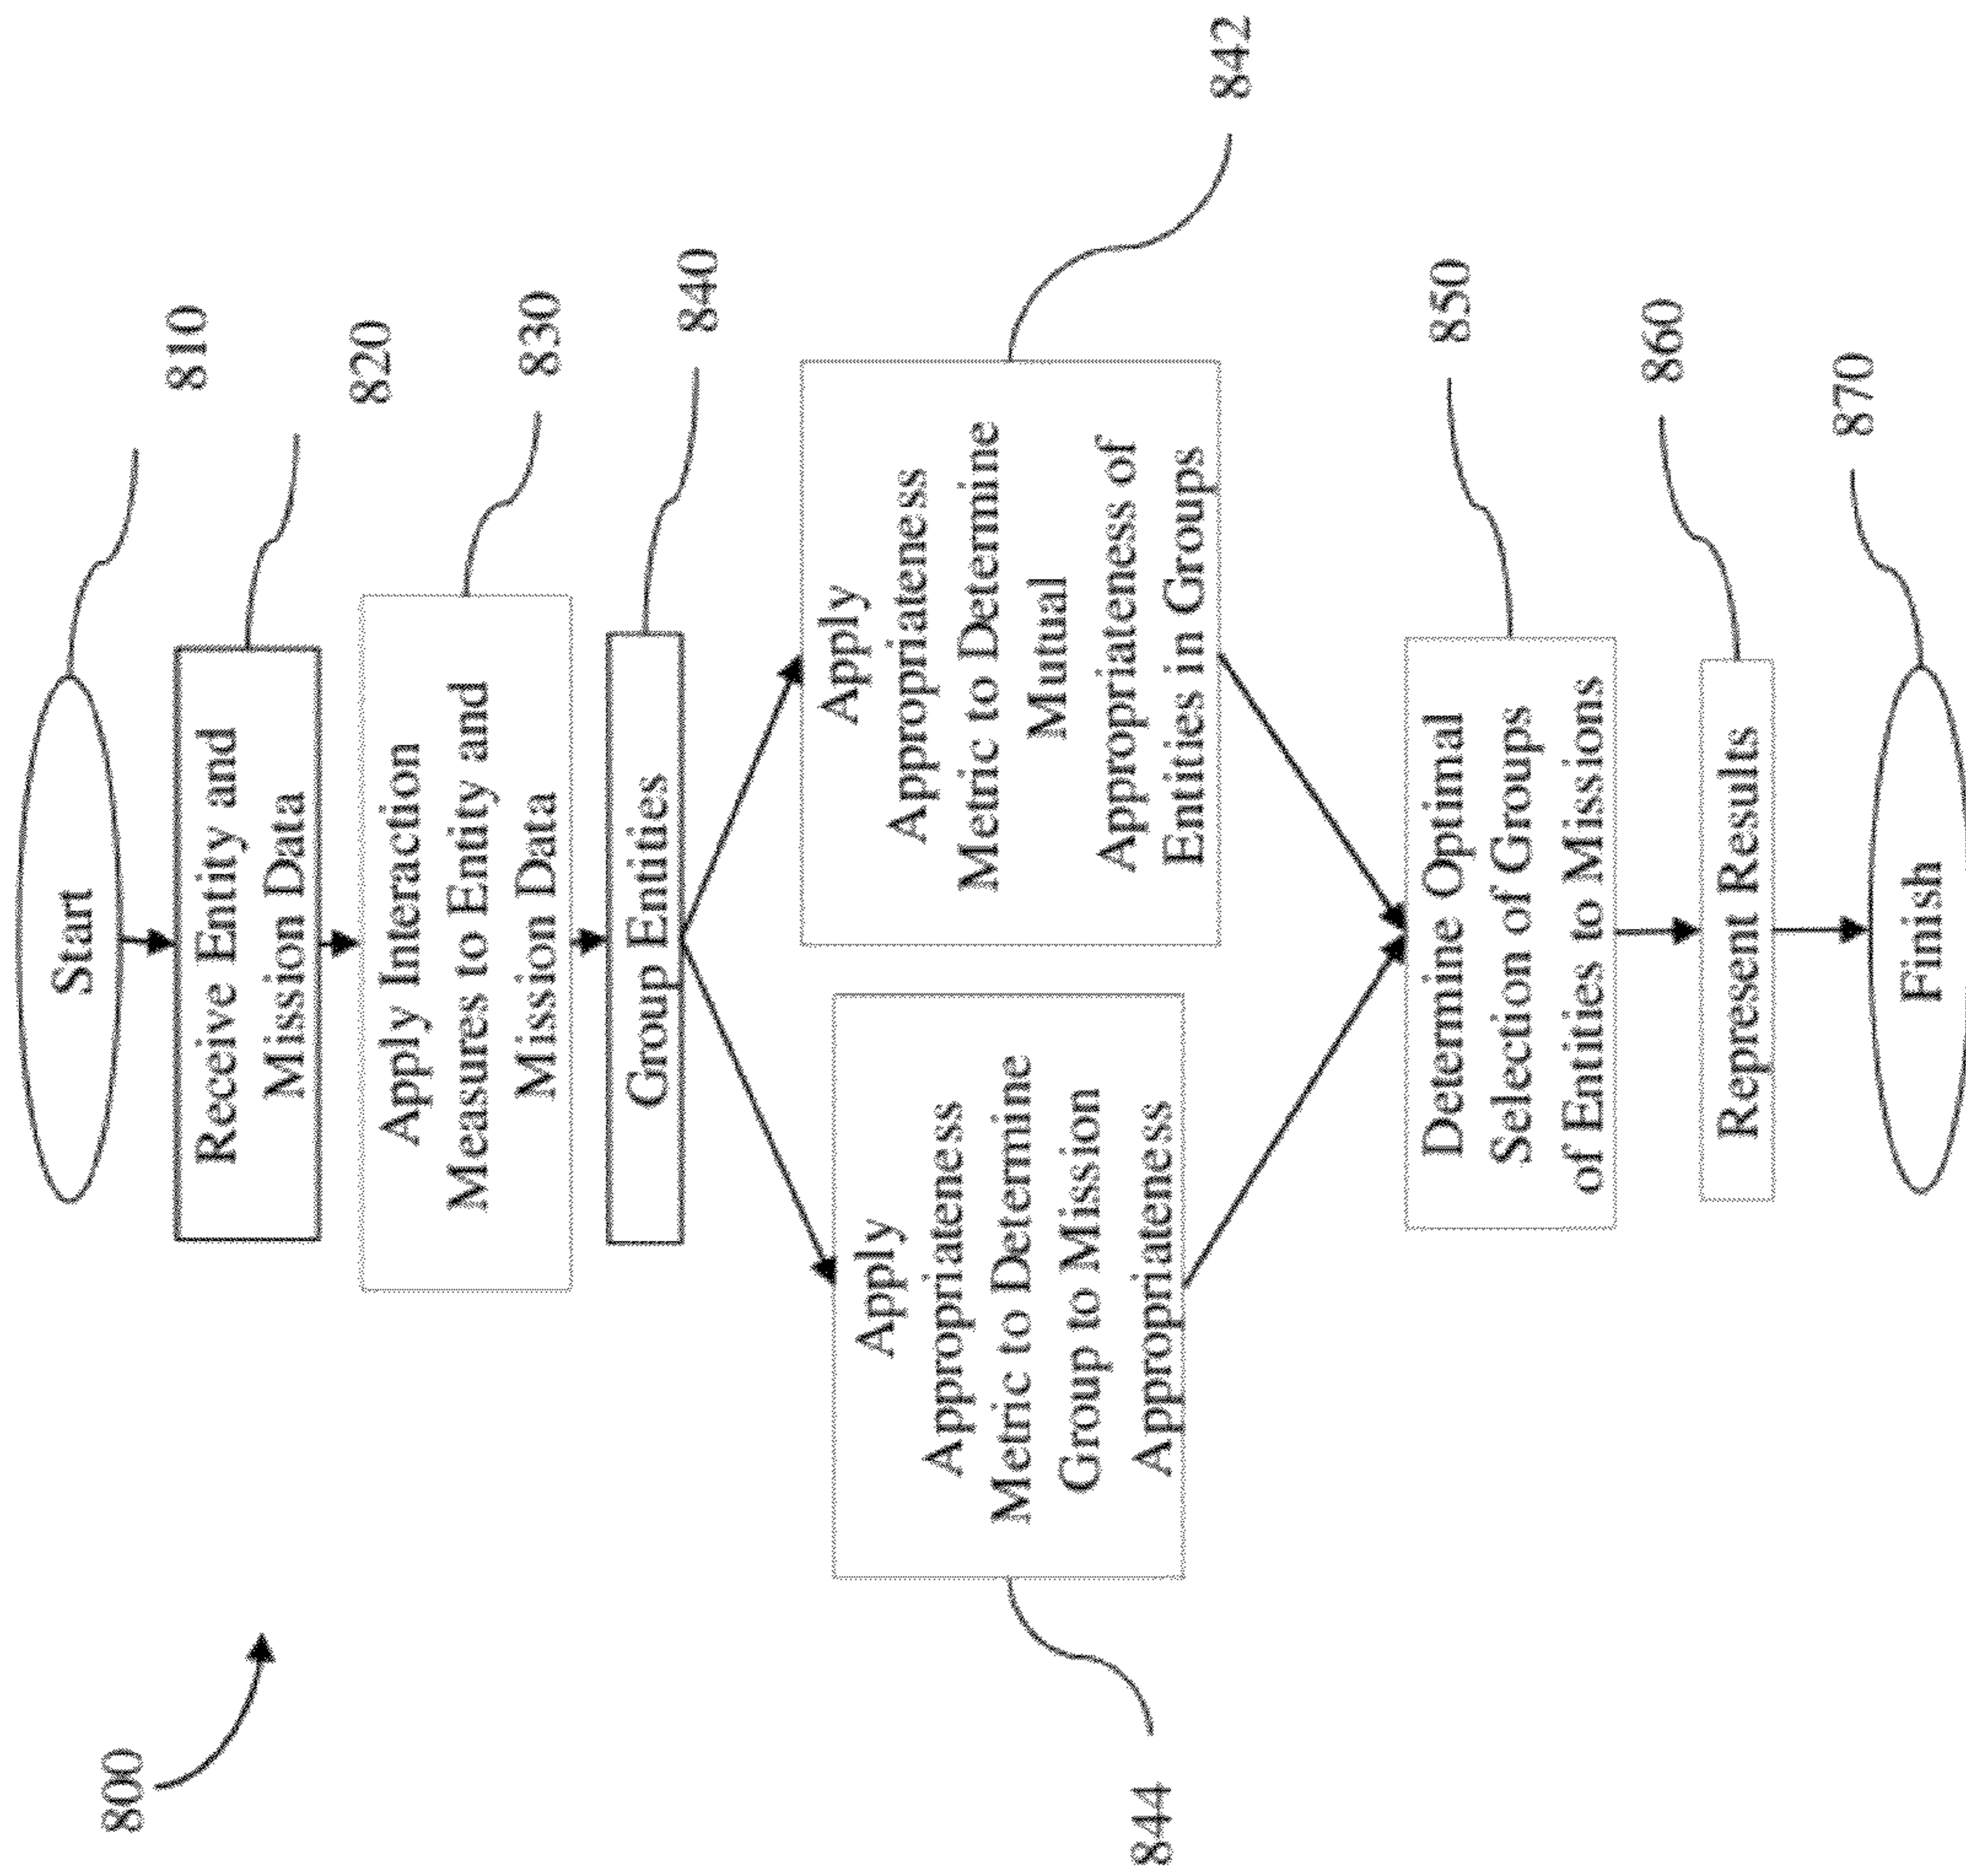 800
Start
810
Receive Entity and
Mission Data
820
Apply Interaction
Measures to Entity and
Mission Data
830
Group Entities
840
Apply
Appropriateness
Metric to Determine
Group to Mission
Appropriateness
844
Apply
Appropriateness
Metric to Determine
Mutual
Appropriateness of
Entities in Groups
842
Determine Optimal
Selection of Groups
of Entities to Missions
850
Represent Results
860
Finish
870